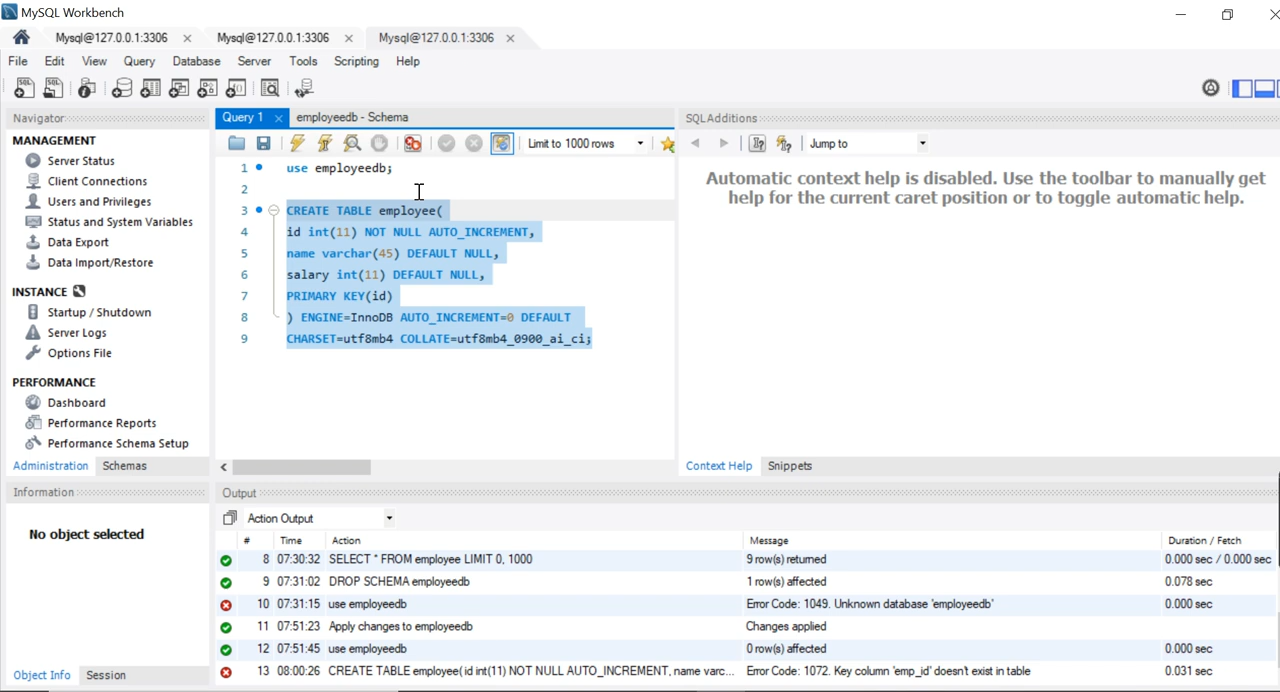 MySQL Workbench
Mysql@127.0.0.1:3306 Mysql@127.0.0.1:3306 Mysql@127.0.0.1:3306
File Edit View Query Database Server Tools Scripting Help
Navigator
MANAGEMENT
Server Status
Client Connections
Users and Privileges
Status and System Variables
Data Export
Data Import/Restore
INSTANCE
Startup / Shutdown
Server Logs
Options File
PERFORMANCE
Dashboard
Performance Reports
Performance Schema Setup
Administration Schemas
Information
No object selected
Object Info Session
Query 1 employeedb - Schema
Limit to 1000 rows
1 use employeedb;
2
3 CREATE TABLE employee(
4 id int(11) NOT NULL AUTO_INCREMENT,
5 name varchar(45) DEFAULT NULL,
6 salary int(11) DEFAULT NULL,
7 PRIMARY KEY(id)
8 ) ENGINE=InnoDB AUTO_INCREMENT=0 DEFAULT
9 CHARSET=utf8mb4 COLLATE=utf8mb4_0900_ai_ci;
SQLAdditions
Jump to
Automatic context help is disabled. Use the toolbar to manually get
help for the current caret position or to toggle automatic help.
Context Help Snippets
Output
Action Output
# Time Action Message Duration / Fetch
8 07:30:32 SELECT * FROM employee LIMIT 0, 1000 9 row(s) returned 0.000 sec / 0.000 sec
9 07:31:02 DROP SCHEMA employeedb 1 row(s) affected 0.078 sec
10 07:31:15 use employeedb Error Code: 1049. Unknown database 'employeedb' 0.000 sec
11 07:51:23 Apply changes to employeedb Changes applied
12 07:51:45 use employeedb 0 row(s) affected 0.000 sec
13 08:00:26 CREATE TABLE employee( id int(11) NOT NULL AUTO_INCREMENT, name varc... Error Code: 1072. Key column 'emp_id' doesn't exist in table 0.031 sec